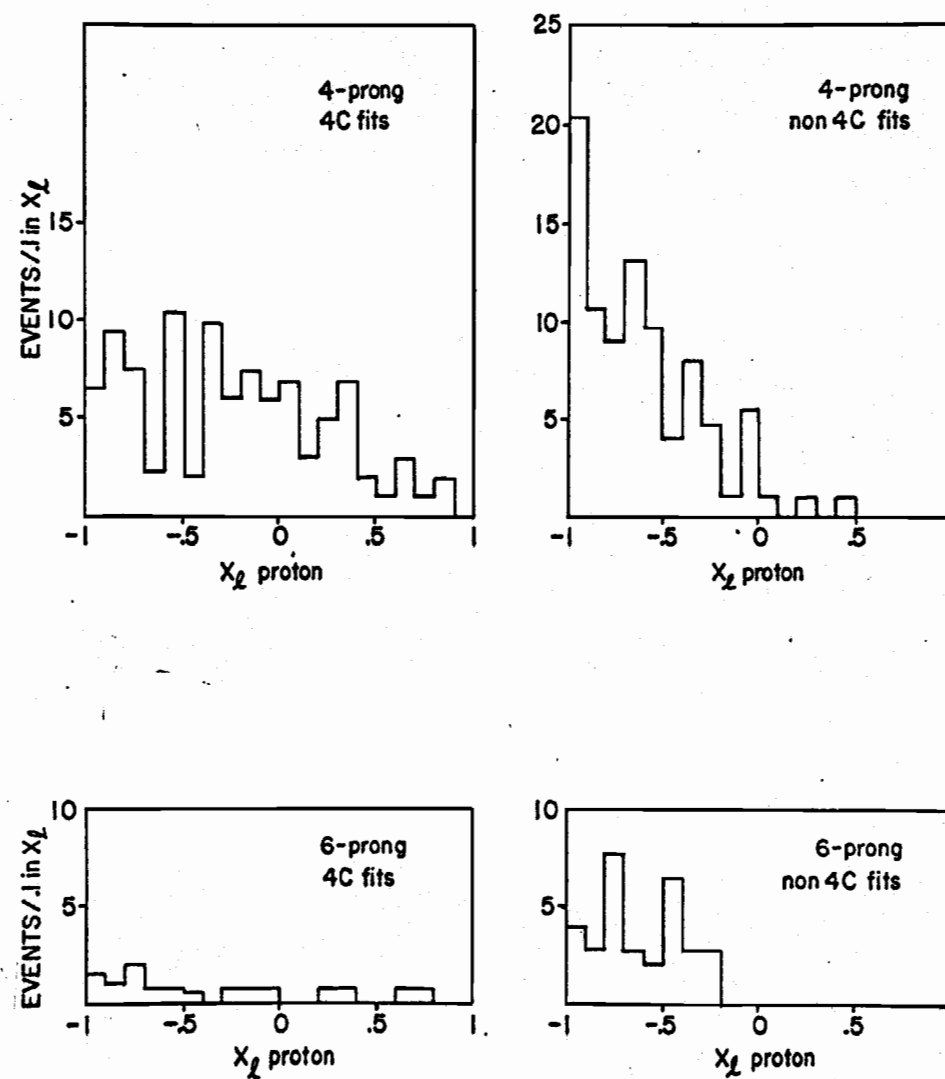 4-prong
4C fits
EVENTS/.1 in Xℓ
15
10
5
-1 -.5 0 .5 1
Xℓ proton
4-prong
non 4C fits
25
20
15
10
5
-1 -.5 0 .5
Xℓ proton
6-prong
4C fits
EVENTS/.1 in Xℓ
10
5
-1 -.5 0 .5 1
Xℓ proton
6-prong
non 4C fits
10
5
-1 -.5 0 .5
Xℓ proton